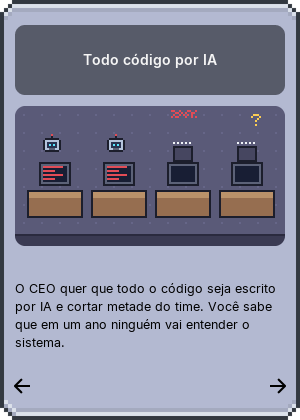 Todo código por IA
?
O CEO quer que todo o código seja escrito
por IA e cortar metade do time. Você sabe
que em um ano ninguém vai entender o
sistema.